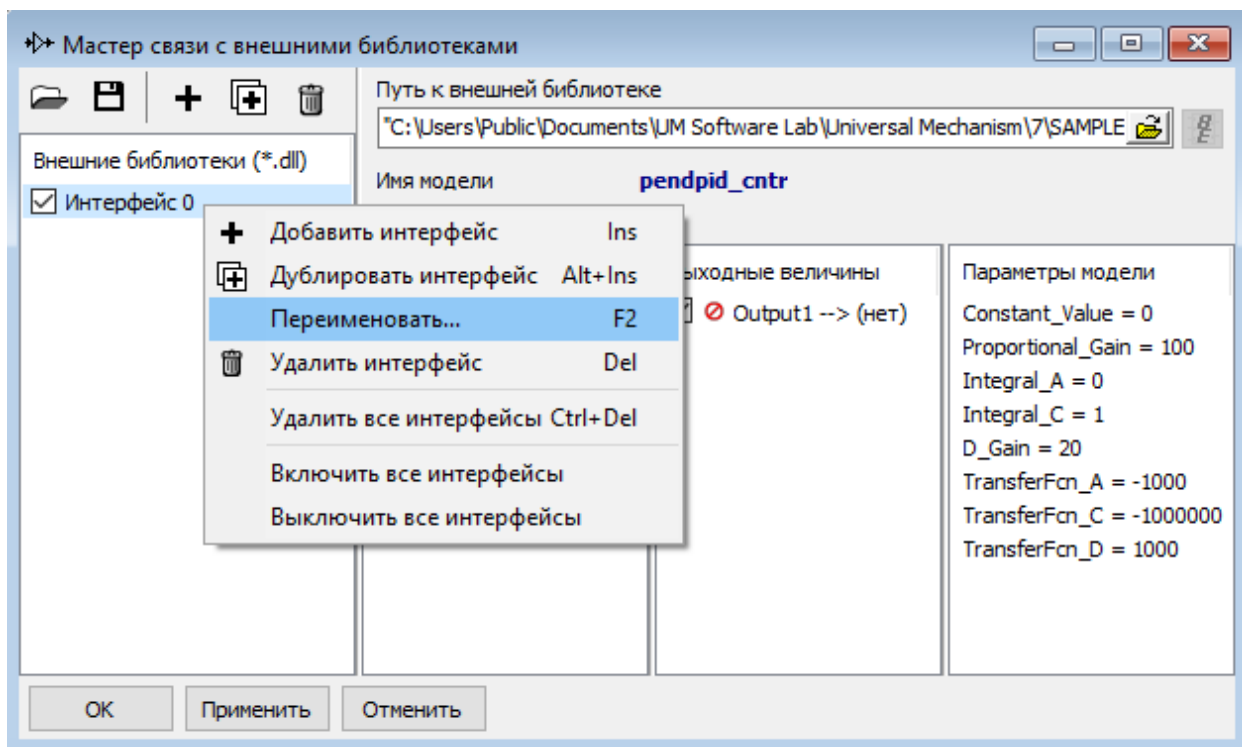 Мастер связи с внешними библиотеками
Путь к внешней библиотеке
"C:\Users\Public\Documents\UM Software Lab\Universal Mechanism\7\SAMPLE
Внешние библиотеки (*.dll)
Имя модели pendpid_cntr
Интерфейс 0
Добавить интерфейс Ins
Дублировать интерфейс Alt+Ins
Переименовать... F2
Удалить интерфейс Del
Удалить все интерфейсы Ctrl+Del
Включить все интерфейсы
Выключить все интерфейсы
ыходные величины
Output1 --> (нет)
Параметры модели
Constant_Value = 0
Proportional_Gain = 100
Integral_A = 0
Integral_C = 1
D_Gain = 20
TransferFcn_A = -1000
TransferFcn_C = -1000000
TransferFcn_D = 1000
OK Применить Отменить